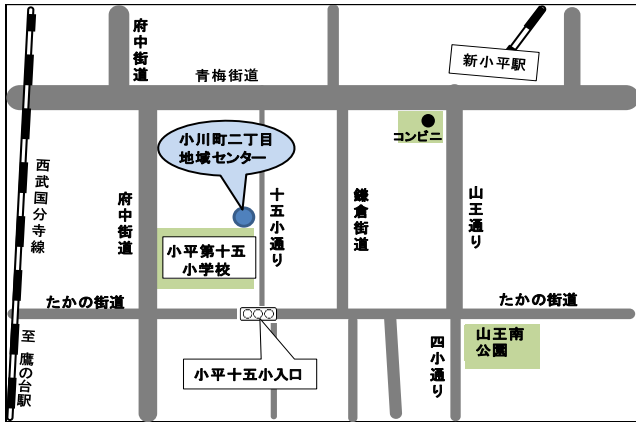 府中街道
青梅街道
新小平駅
コンビニ
小川町二丁目
地域センター
西武国分寺線
府中街道
十五小通り
鎌倉街道
山王通り
小平第十五
小学校
たかの街道
たかの街道
至 鷹の台駅
小平十五小入口
四小通り
山王南
公園